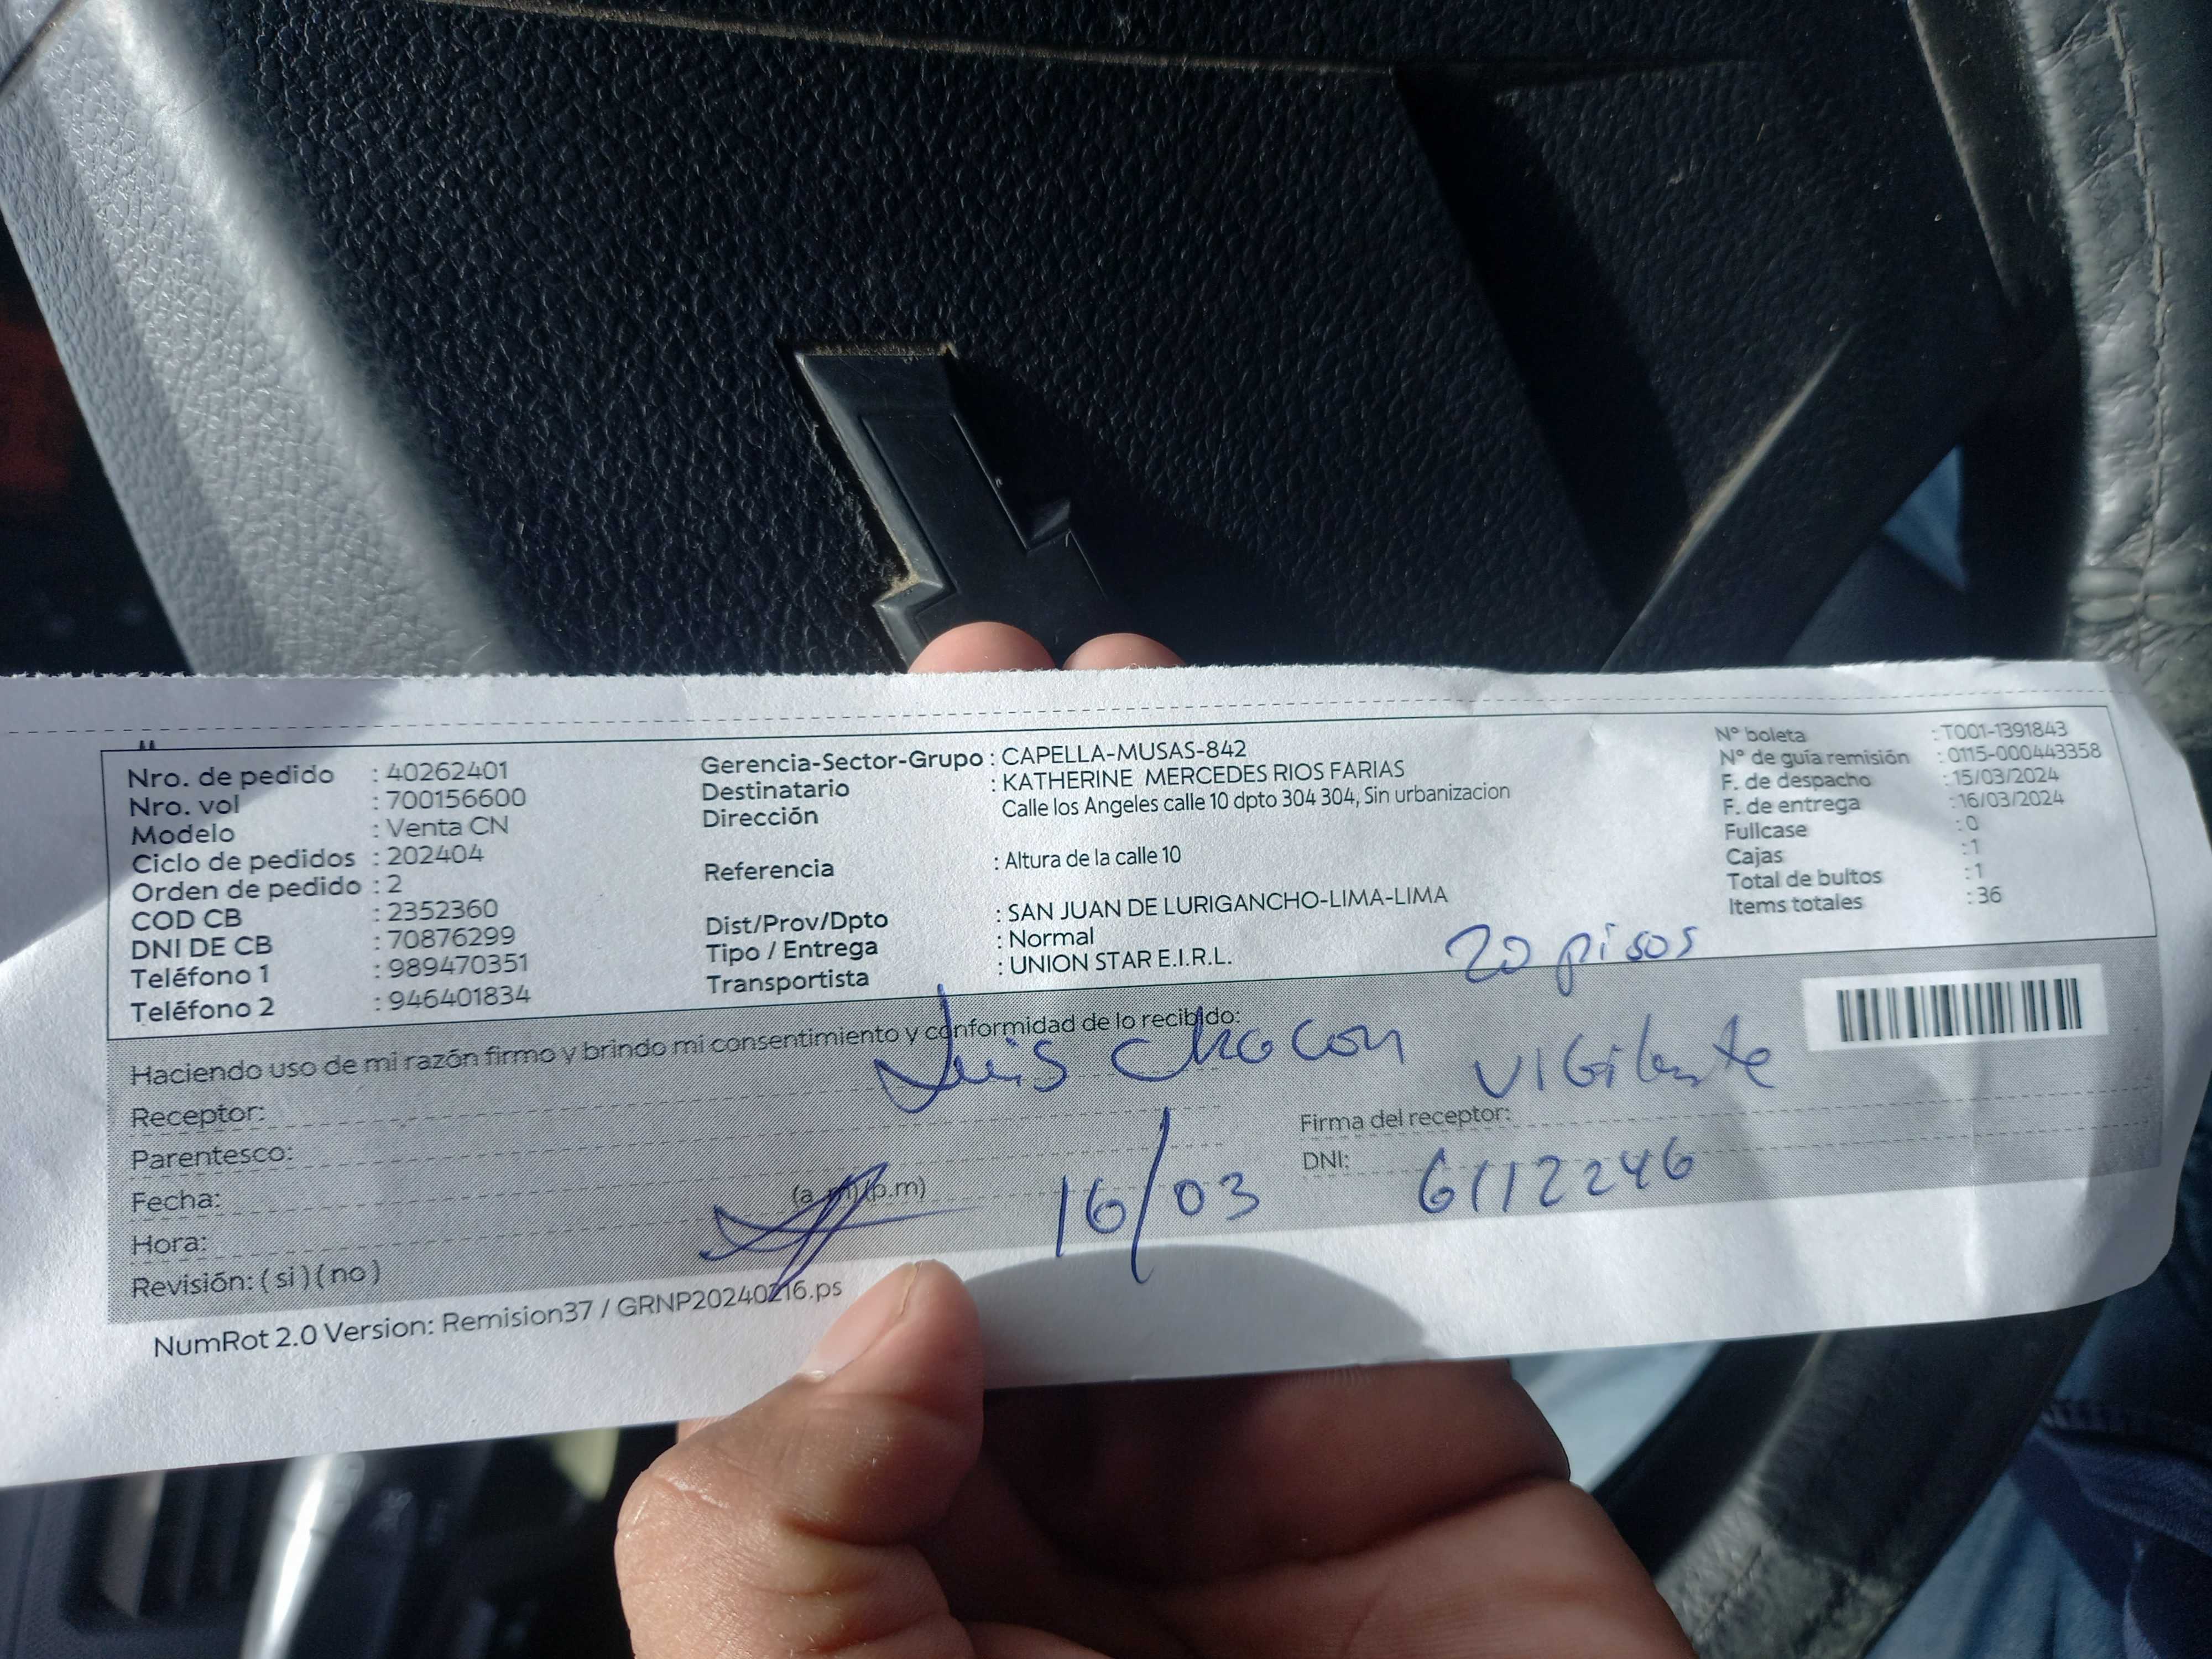 Nro. de pedido : 40262401
Nro. vol : 700156600
Modelo : Venta CN
Ciclo de pedidos : 202404
Orden de pedido : 2
COD CB : 2352360
DNI DE CB : 70876299
Teléfono 1 : 989470351
Teléfono 2 : 946401834
Gerencia-Sector-Grupo : CAPELLA-MUSAS-842
Destinatario : KATHERINE MERCEDES RIOS FARIAS
Dirección Calle los Angeles calle 10 dpto 304 304, Sin urbanizacion
Referencia : Altura de la calle 10
Dist/Prov/Dpto : SAN JUAN DE LURIGANCHO-LIMA-LIMA
Tipo / Entrega : Normal
Transportista : UNION STAR E.I.R.L.
N° boleta : T001-1391843
N° de guía remisión : 0115-000443358
F. de despacho : 15/03/2024
F. de entrega : 16/03/2024
Fullcase : 0
Cajas : 1
Total de bultos : 1
Items totales : 36
20 pisos
Haciendo uso de mi razón firmo y brindo mi consentimiento y conformidad de lo recibido:
Luis Chacon Vigilante
Receptor:
Firma del receptor:
Parentesco:
DNI: 6112246
Fecha: 16/03
Hora: (a.m)(p.m)
Revisión: (si)(no)
NumRot 2.0 Version: Remision37 / GRNP20240216.ps